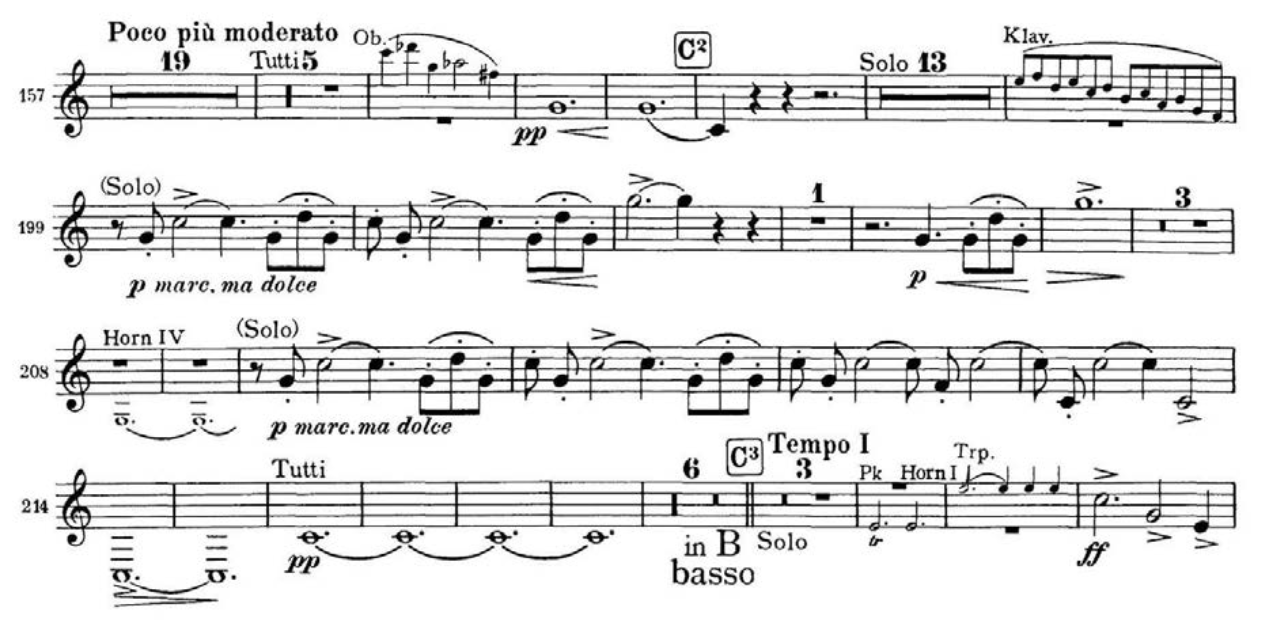 Poco più moderato
19 Tutti 5 Ob. C² Solo 13 Klav.
157
pp
(Solo) 1 3
199
p marc. ma dolce p
Horn IV (Solo)
208
p marc. ma dolce
Tutti 6 C³ Tempo I 3 Pk Horn I Trp.
214
pp in B basso Solo tr ff